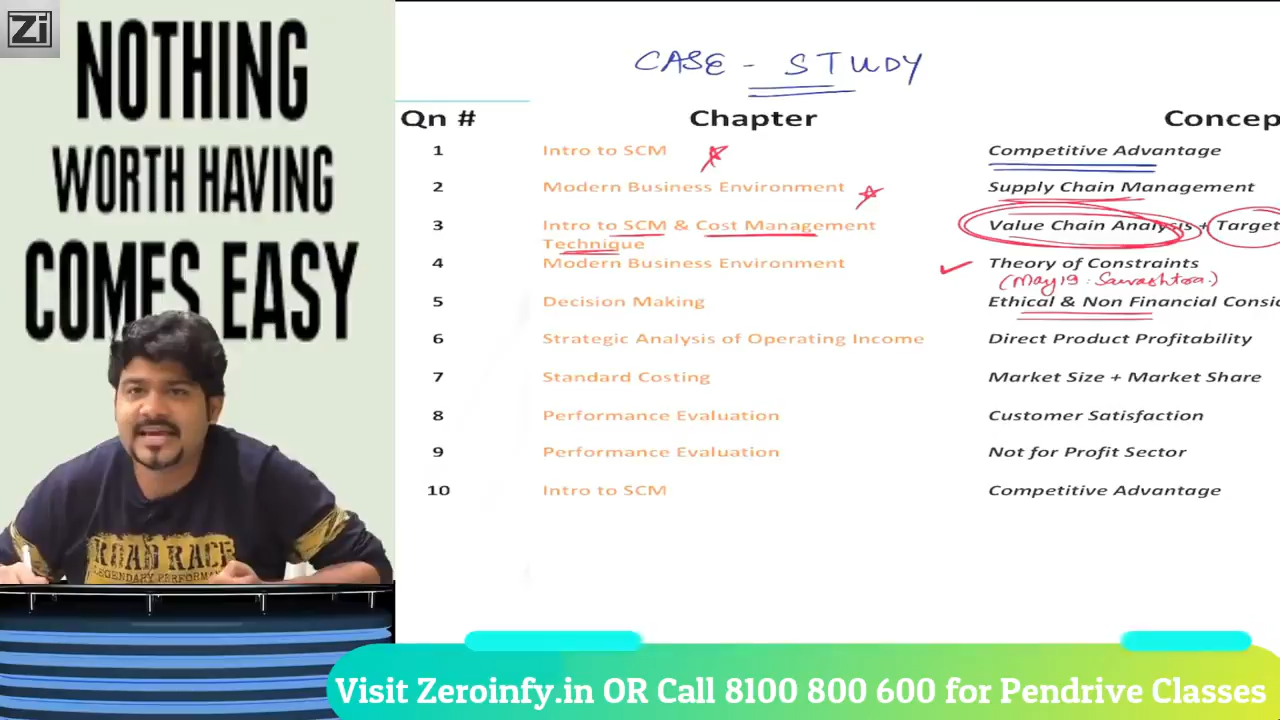 Zi
NOTHING
WORTH HAVING
COMES EASY
ROAD RACE
LEGENDARY PERFORMA
CASE - STUDY
Qn # Chapter Concep
1 Intro to SCM Competitive Advantage
2 Modern Business Environment Supply Chain Management
3 Intro to SCM & Cost Management Technique Value Chain Analysis + Target
4 Modern Business Environment Theory of Constraints
(May 19 : Saurashtra.)
5 Decision Making Ethical & Non Financial Consid
6 Strategic Analysis of Operating Income Direct Product Profitability
7 Standard Costing Market Size + Market Share
8 Performance Evaluation Customer Satisfaction
9 Performance Evaluation Not for Profit Sector
10 Intro to SCM Competitive Advantage
Visit Zeroinfy.in OR Call 8100 800 600 for Pendrive Classes